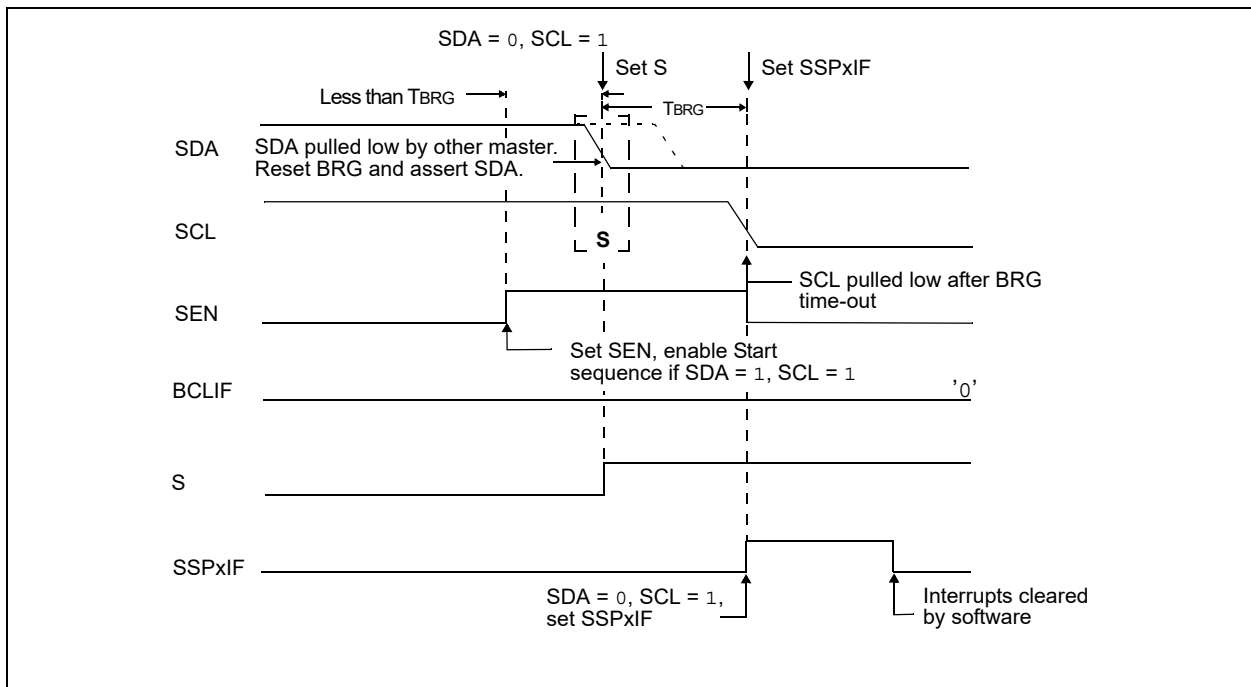 SDA = 0, SCL = 1
Set S
Set SSPxIF
Less than TBRG
TBRG
SDA
SDA pulled low by other master.
Reset BRG and assert SDA.
SCL
S
SCL pulled low after BRG
time-out
SEN
Set SEN, enable Start
sequence if SDA = 1, SCL = 1
BCLIF
'0'
S
SSPxIF
SDA = 0, SCL = 1,
set SSPxIF
Interrupts cleared
by software